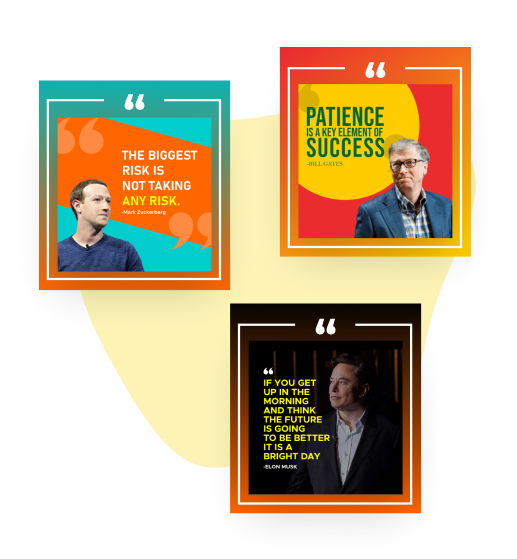 THE BIGGEST
RISK IS
NOT TAKING
ANY RISK.
-Mark Zuckerberg
PATIENCE
IS A KEY ELEMENT OF
SUCCESS
-BILL GATES
IF YOU GET
UP IN THE
MORNING
AND THINK
THE FUTURE
IS GOING
TO BE BETTER
IT IS A
BRIGHT DAY
-ELON MUSK